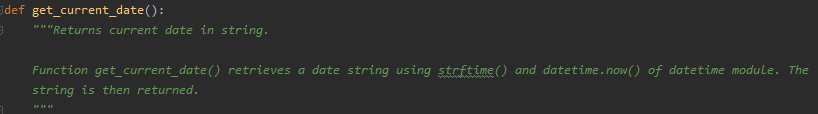 def get_current_date():
"""Returns current date in string.
Function get_current_date() retrieves a date string using strftime() and datetime.now() of datetime module. The
string is then returned.
"""